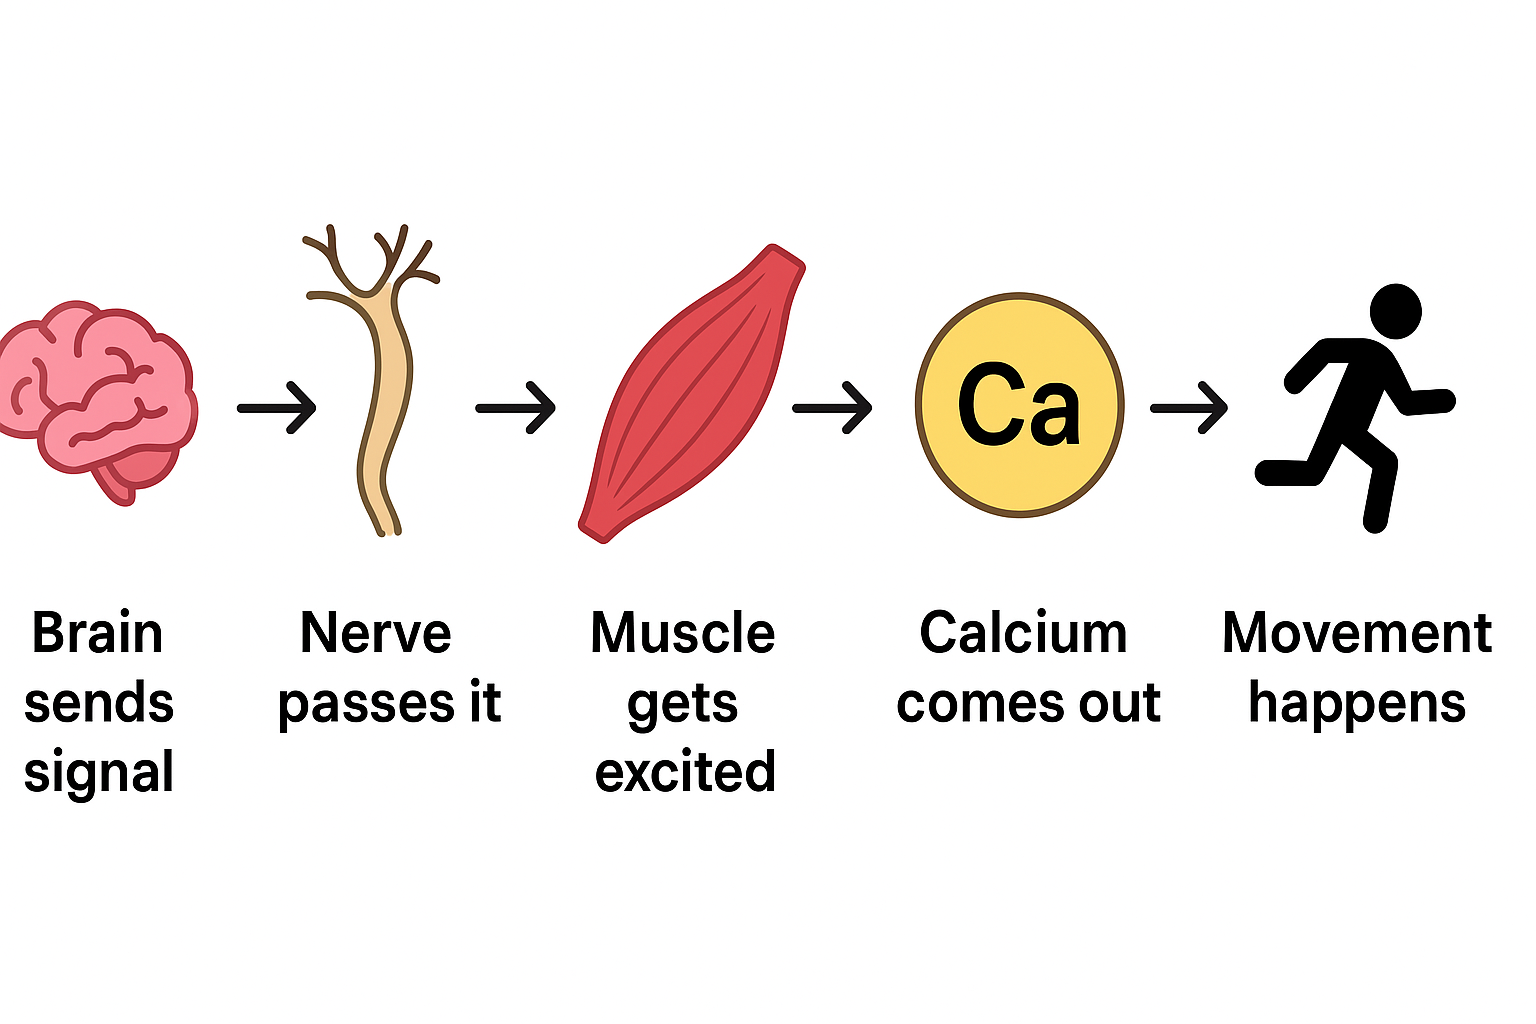 Ca
Brain
sends
signal
Nerve
passes it
Muscle
gets
excited
Calcium
comes out
Movement
happens